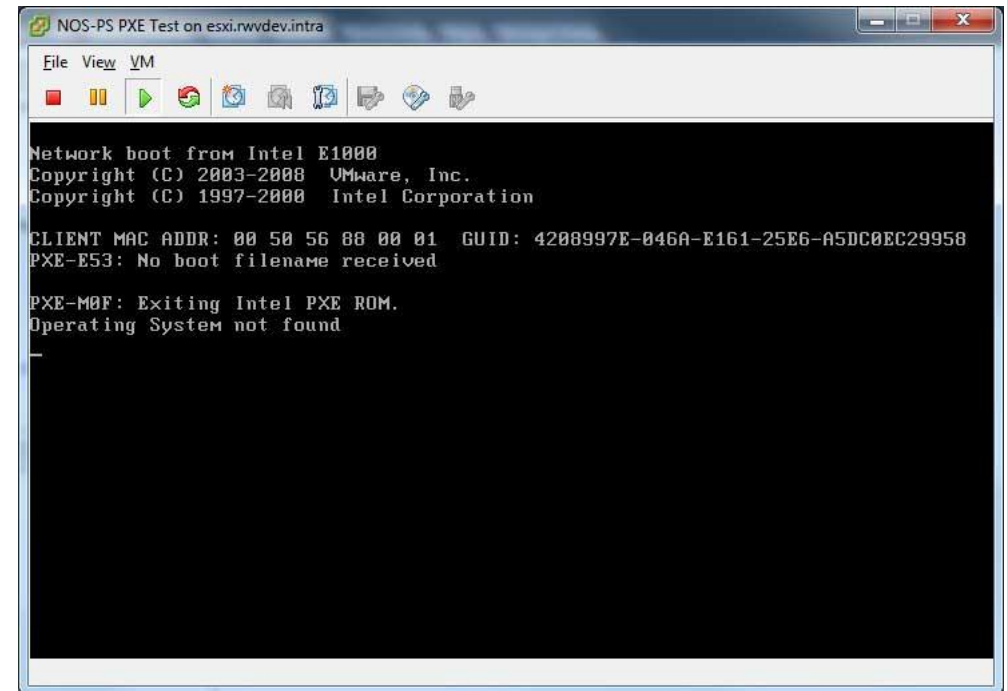 NOS-PS PXE Test on esxi.rwvdev.intra
File View VM
Network boot from Intel E1000
Copyright (C) 2003-2008 VMware, Inc.
Copyright (C) 1997-2000 Intel Corporation
CLIENT MAC ADDR: 00 50 56 88 00 01 GUID: 4208997E-046A-E161-25E6-A5DC0EC29958
PXE-E53: No boot filename received
PXE-M0F: Exiting Intel PXE ROM.
Operating System not found